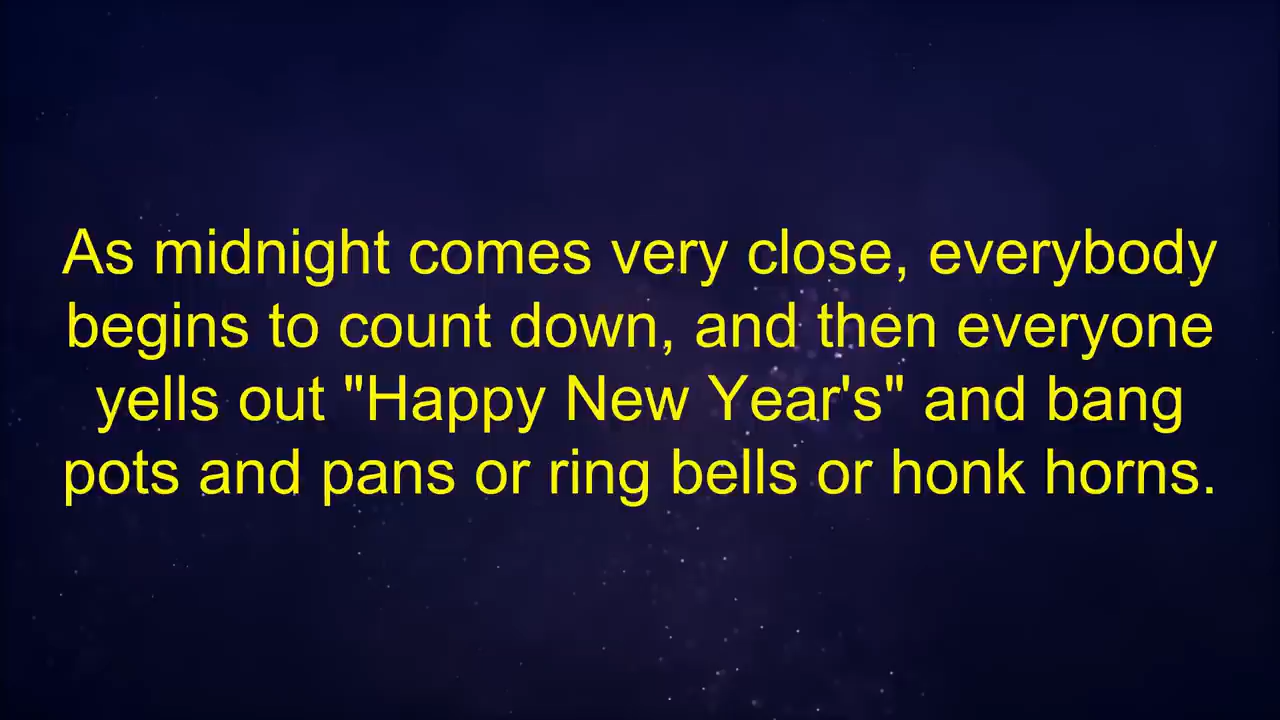 As midnight comes very close, everybody
begins to count down, and then everyone
yells out "Happy New Year's" and bang
pots and pans or ring bells or honk horns.